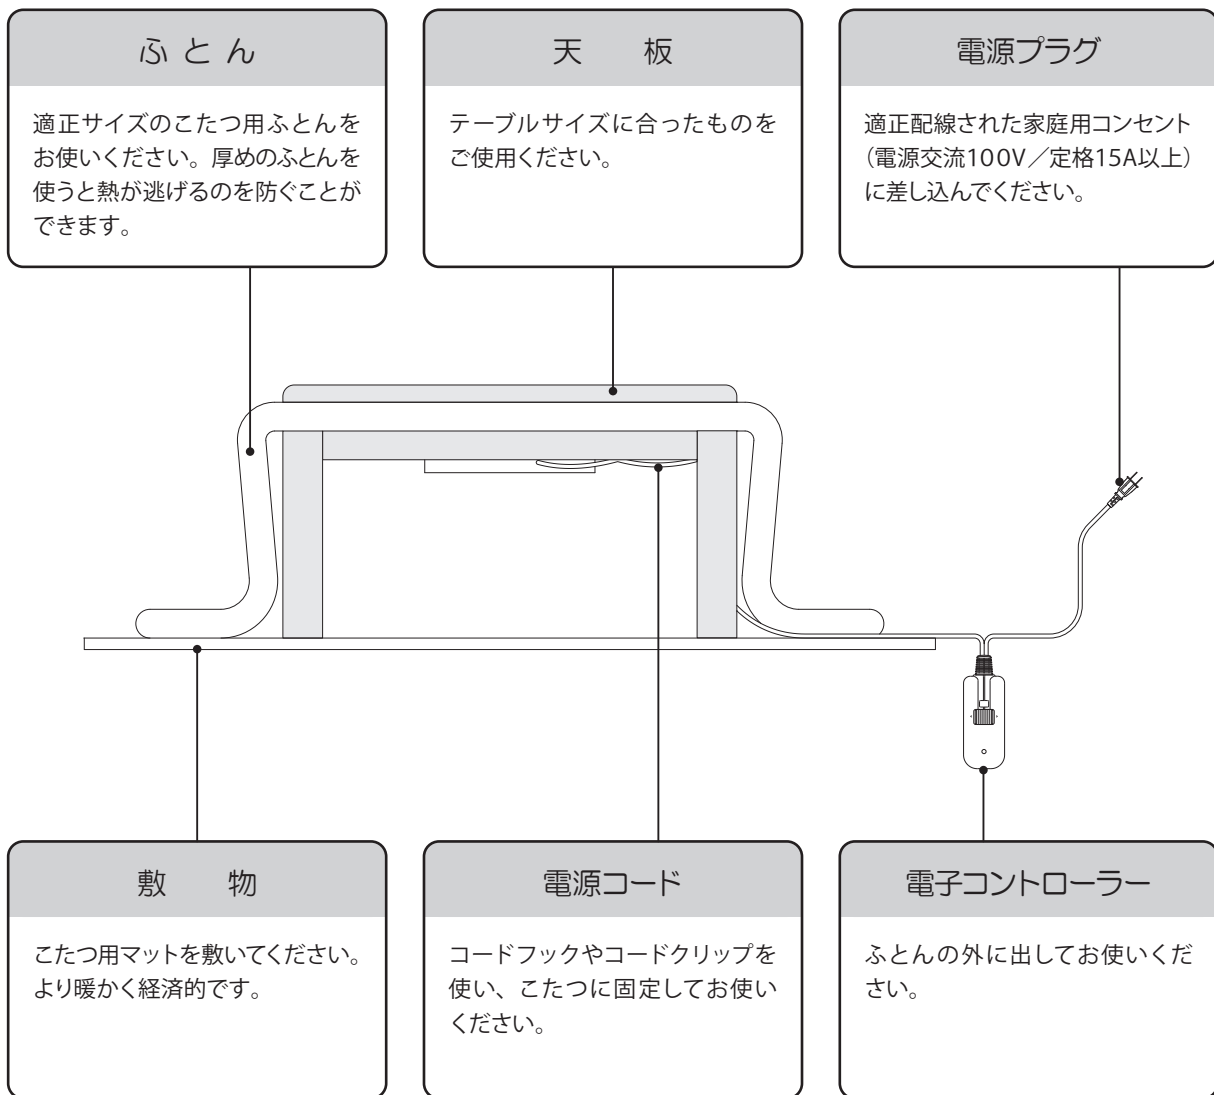 ふとん
適正サイズのこたつ用ふとんを
お使いください。厚めのふとんを
使うと熱が逃げるのを防ぐことが
できます。
天 板
テーブルサイズに合ったものを
ご使用ください。
電源プラグ
適正配線された家庭用コンセント
(電源交流100V/定格15A以上)
に差し込んでください。
敷 物
こたつ用マットを敷いてください。
より暖かく経済的です。
電源コード
コードフックやコードクリップを
使い、こたつに固定してお使い
ください。
電子コントローラー
ふとんの外に出してお使いくだ
さい。